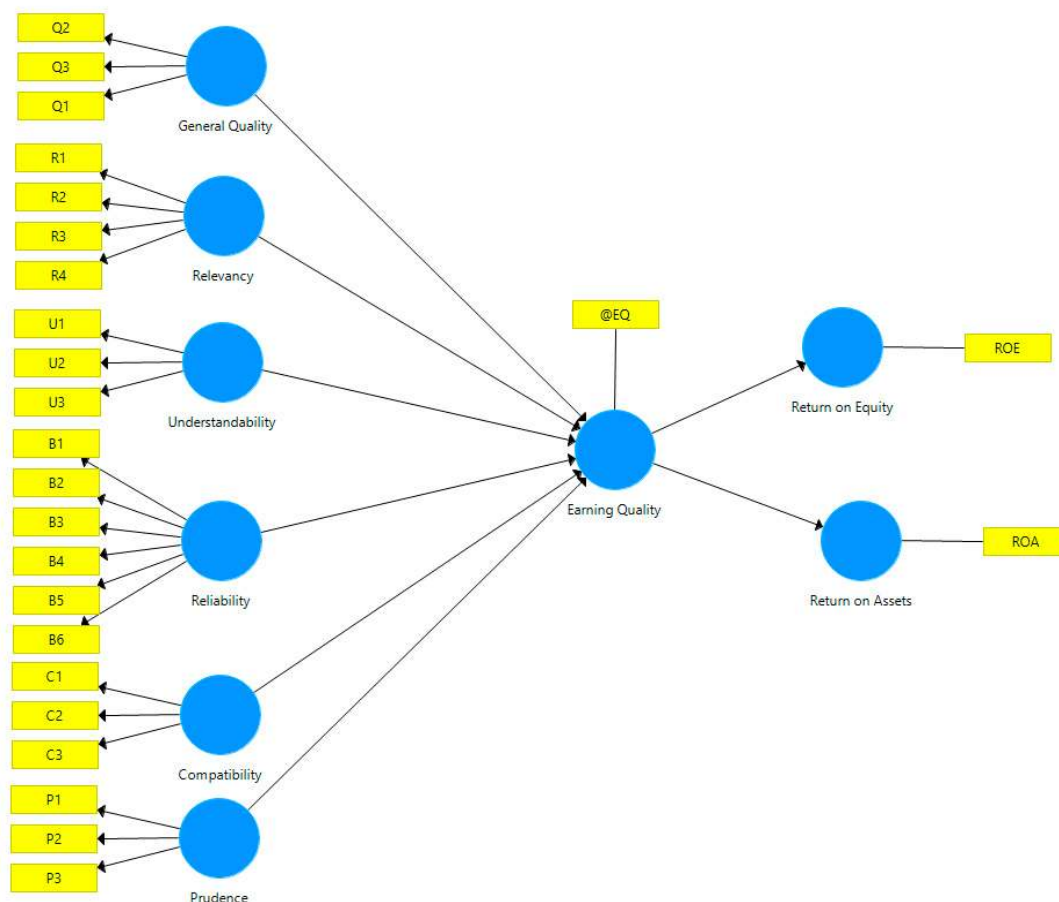 Q2
Q3
Q1
General Quality
R1
R2
R3
R4
Relevancy
U1
U2
U3
Understandability
B1
B2
B3
B4
B5
B6
Reliability
C1
C2
C3
Compatibility
P1
P2
P3
Prudence
@EQ
Earning Quality
Return on Equity
ROE
Return on Assets
ROA